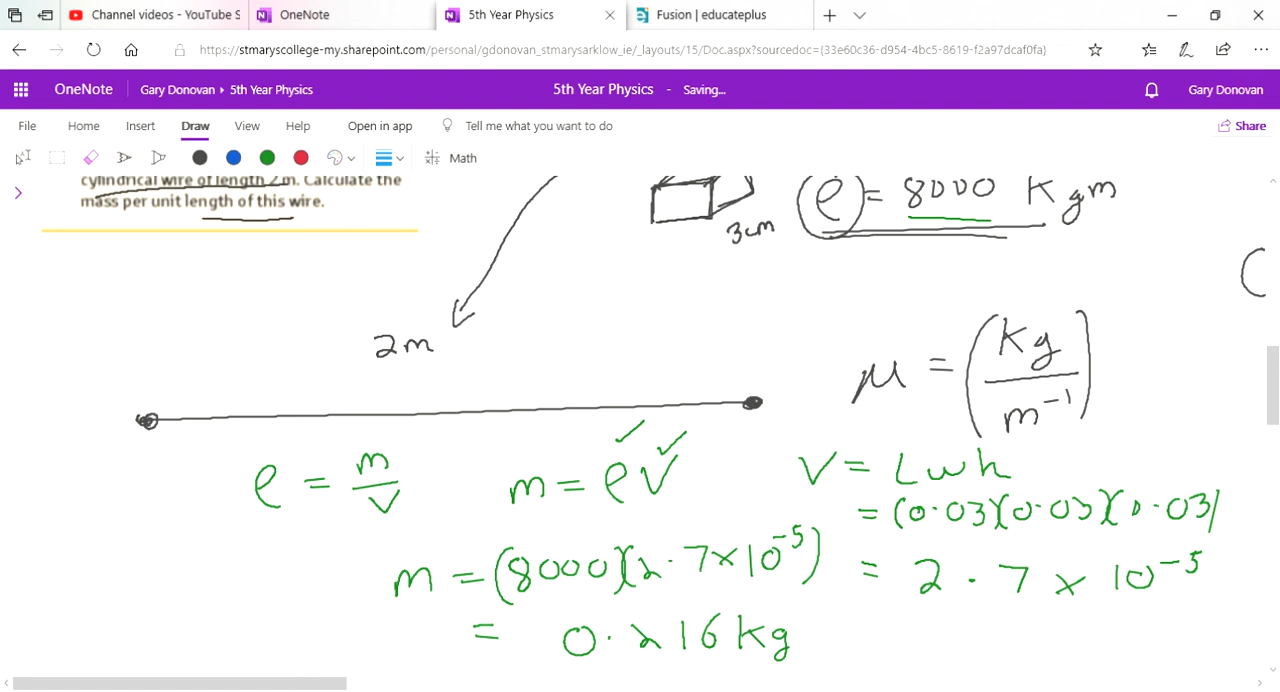 Channel videos - YouTube S
OneNote
5th Year Physics
Fusion | educateplus
https://stmaryscollege-my.sharepoint.com/personal/gdonovan_stmarysarklow_ie/_layouts/15/Doc.aspx?sourcedoc={33e60c36-d954-4bc5-8619-f2a97dcaf0fa}
OneNote
Gary Donovan › 5th Year Physics
5th Year Physics - Saving...
Gary Donovan
File Home Insert Draw View Help Open in app Tell me what you want to do
Share
Math
cylindrical wire of length 2 m. Calculate the
mass per unit length of this wire.
3cm
ρ = 8000 Kgm
2m
μ = (Kg / m⁻¹)
ρ = m / V
m = ρV
V = Lwh
= (0.03)(0.03)(0.03)
m = (8000)(2.7×10⁻⁵)
= 2.7 × 10⁻⁵
= 0.216 kg